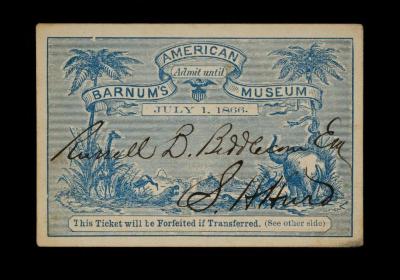 AMERICAN
Admit until
BARNUM'S MUSEUM
JULY 1, 1866.
Russell B. Biddlecom Esq
S. H. Hurd
This Ticket will be Forfeited if Transferred. (See other side)